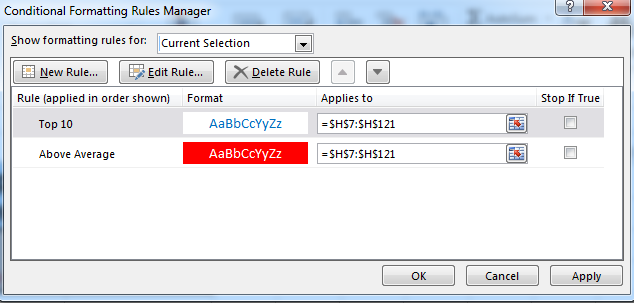 Conditional Formatting Rules Manager
?
Show formatting rules for: Current Selection
New Rule... Edit Rule... Delete Rule
Rule (applied in order shown) Format Applies to Stop If True
Top 10 AaBbCcYyZz =$H$7:$H$121
Above Average AaBbCcYyZz =$H$7:$H$121
OK Cancel Apply